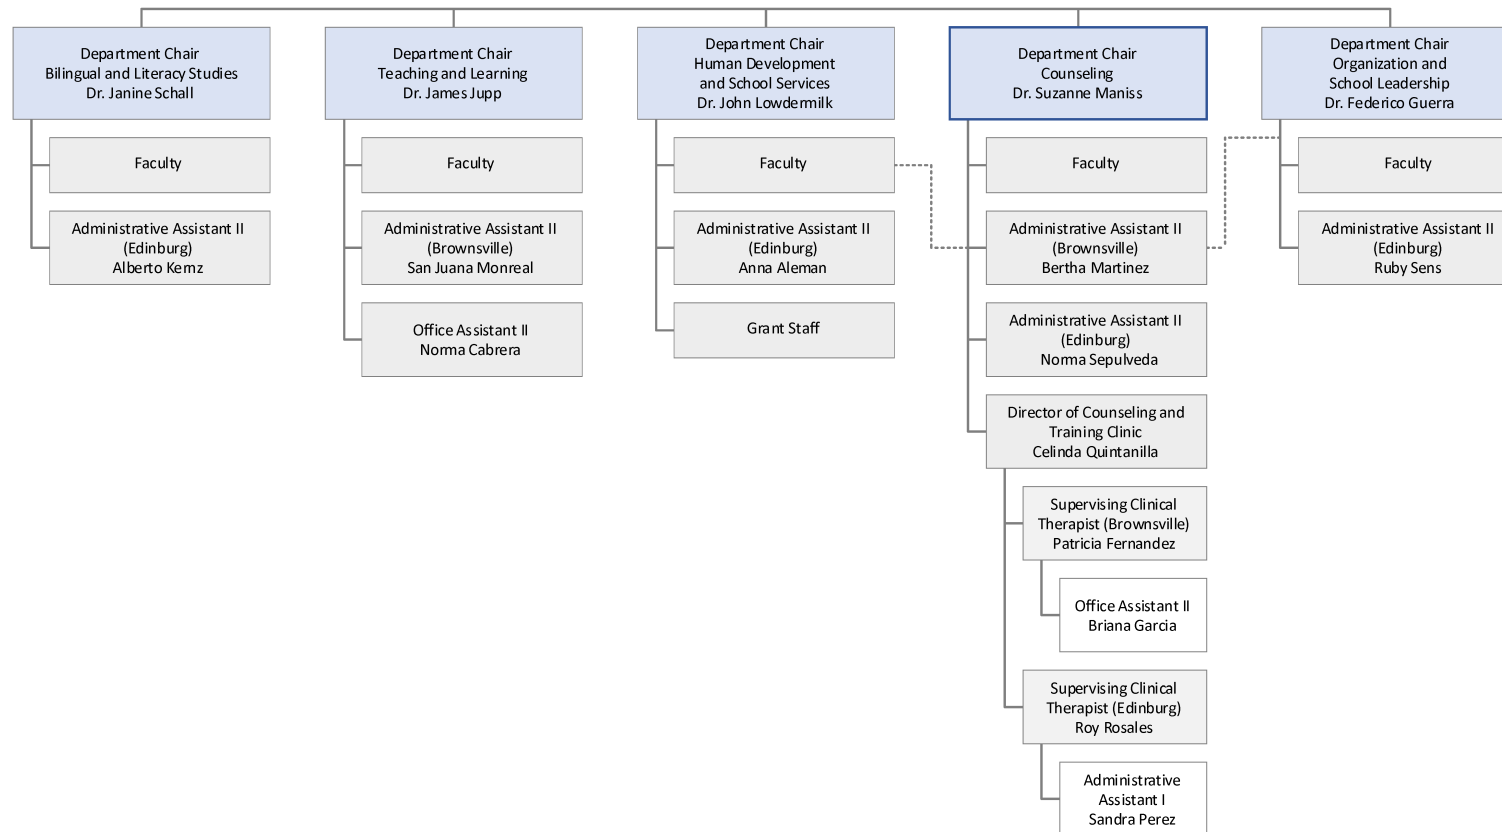 Department Chair
Bilingual and Literacy Studies
Dr. Janine Schall
Faculty
Administrative Assistant II
(Edinburg)
Alberto Kernz
Department Chair
Teaching and Learning
Dr. James Jupp
Faculty
Administrative Assistant II
(Brownsville)
San Juana Monreal
Office Assistant II
Norma Cabrera
Department Chair
Human Development
and School Services
Dr. John Lowdermilk
Faculty
Administrative Assistant II
(Edinburg)
Anna Aleman
Grant Staff
Department Chair
Counseling
Dr. Suzanne Maniss
Faculty
Administrative Assistant II
(Brownsville)
Bertha Martinez
Administrative Assistant II
(Edinburg)
Norma Sepulveda
Director of Counseling and
Training Clinic
Celinda Quintanilla
Supervising Clinical
Therapist (Brownsville)
Patricia Fernandez
Office Assistant II
Briana Garcia
Supervising Clinical
Therapist (Edinburg)
Roy Rosales
Administrative
Assistant I
Sandra Perez
Department Chair
Organization and
School Leadership
Dr. Federico Guerra
Faculty
Administrative Assistant II
(Edinburg)
Ruby Sens